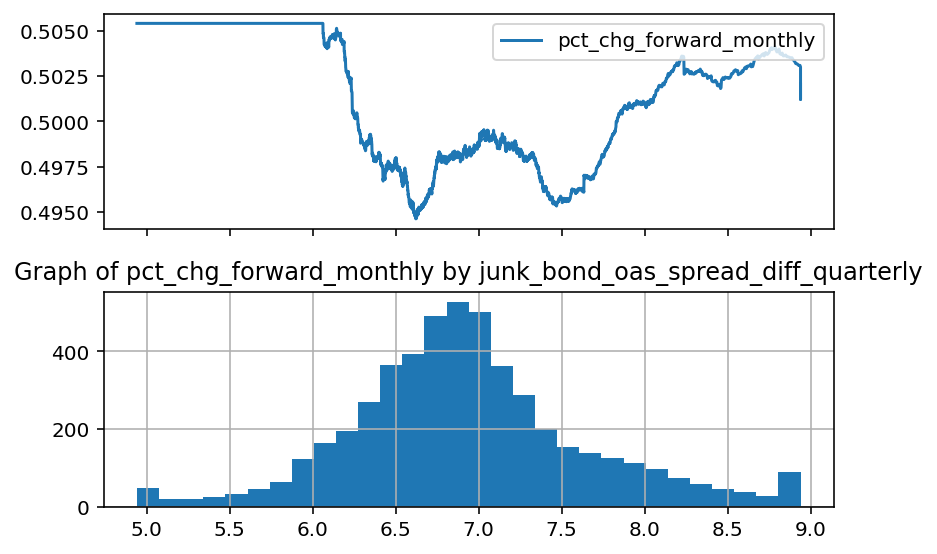 0.5050
0.5025
0.5000
0.4975
0.4950
pct_chg_forward_monthly
Graph of pct_chg_forward_monthly by junk_bond_oas_spread_diff_quarterly
400
200
0
5.0 5.5 6.0 6.5 7.0 7.5 8.0 8.5 9.0